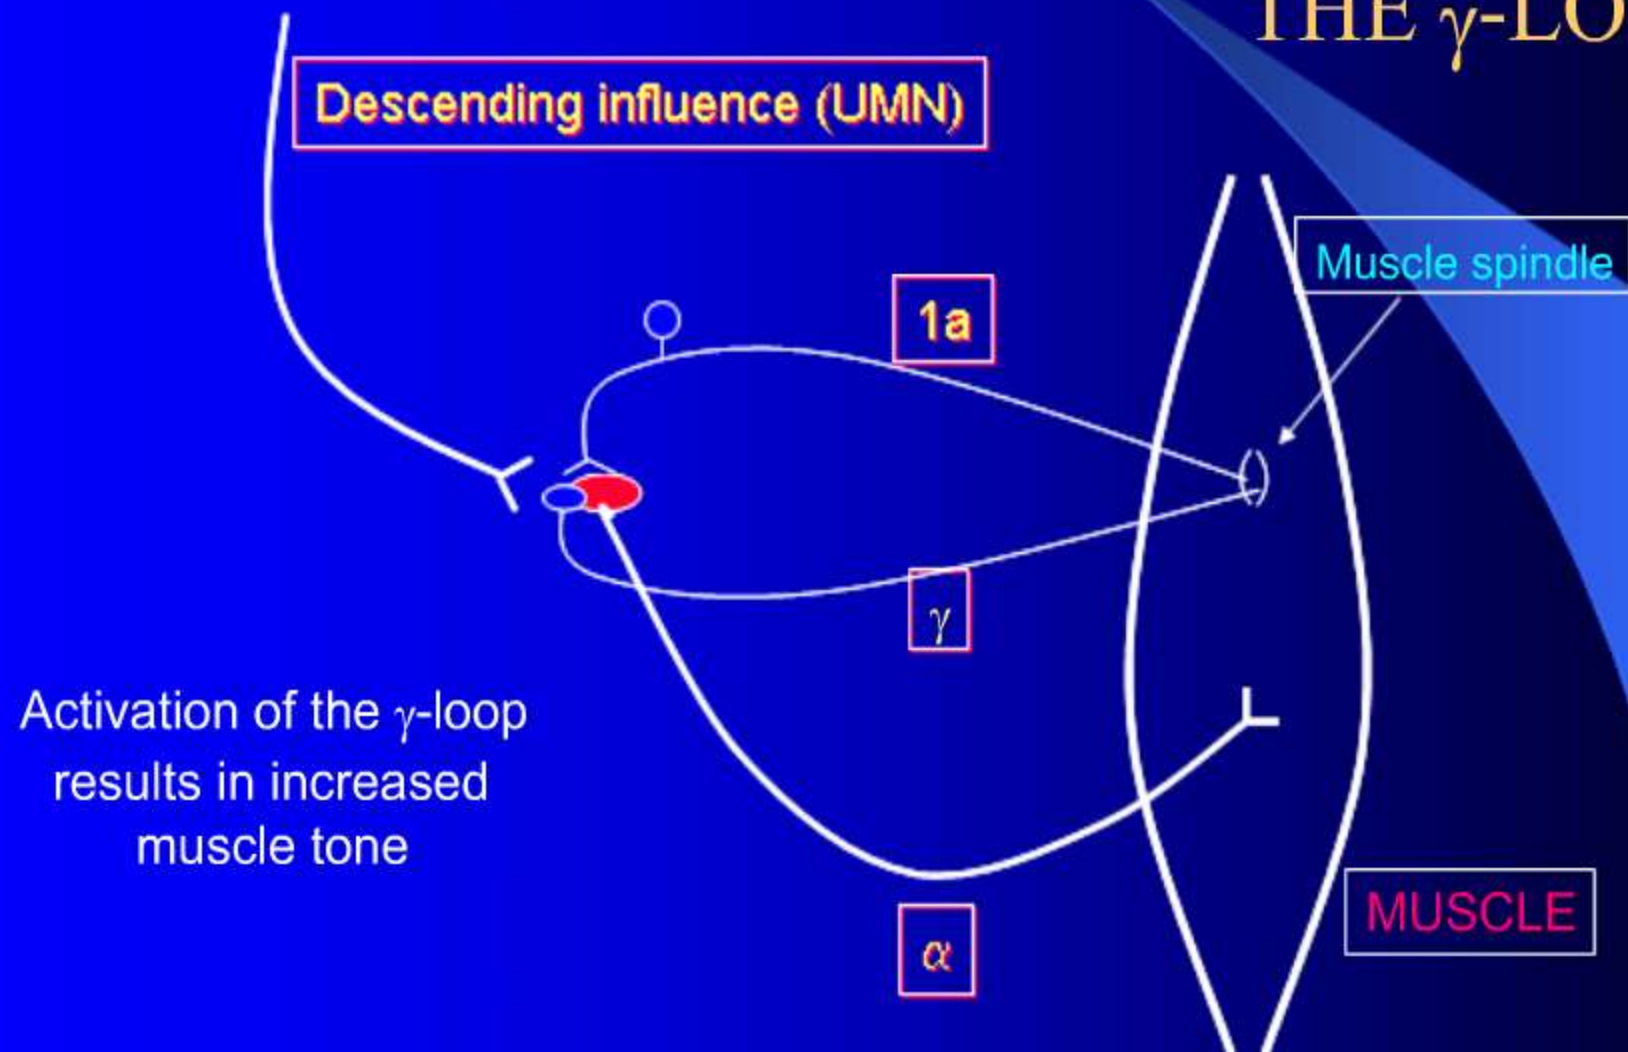 THE γ-LO
Descending influence (UMN)
Muscle spindle
1a
γ
Activation of the γ-loop
results in increased
muscle tone
α
MUSCLE